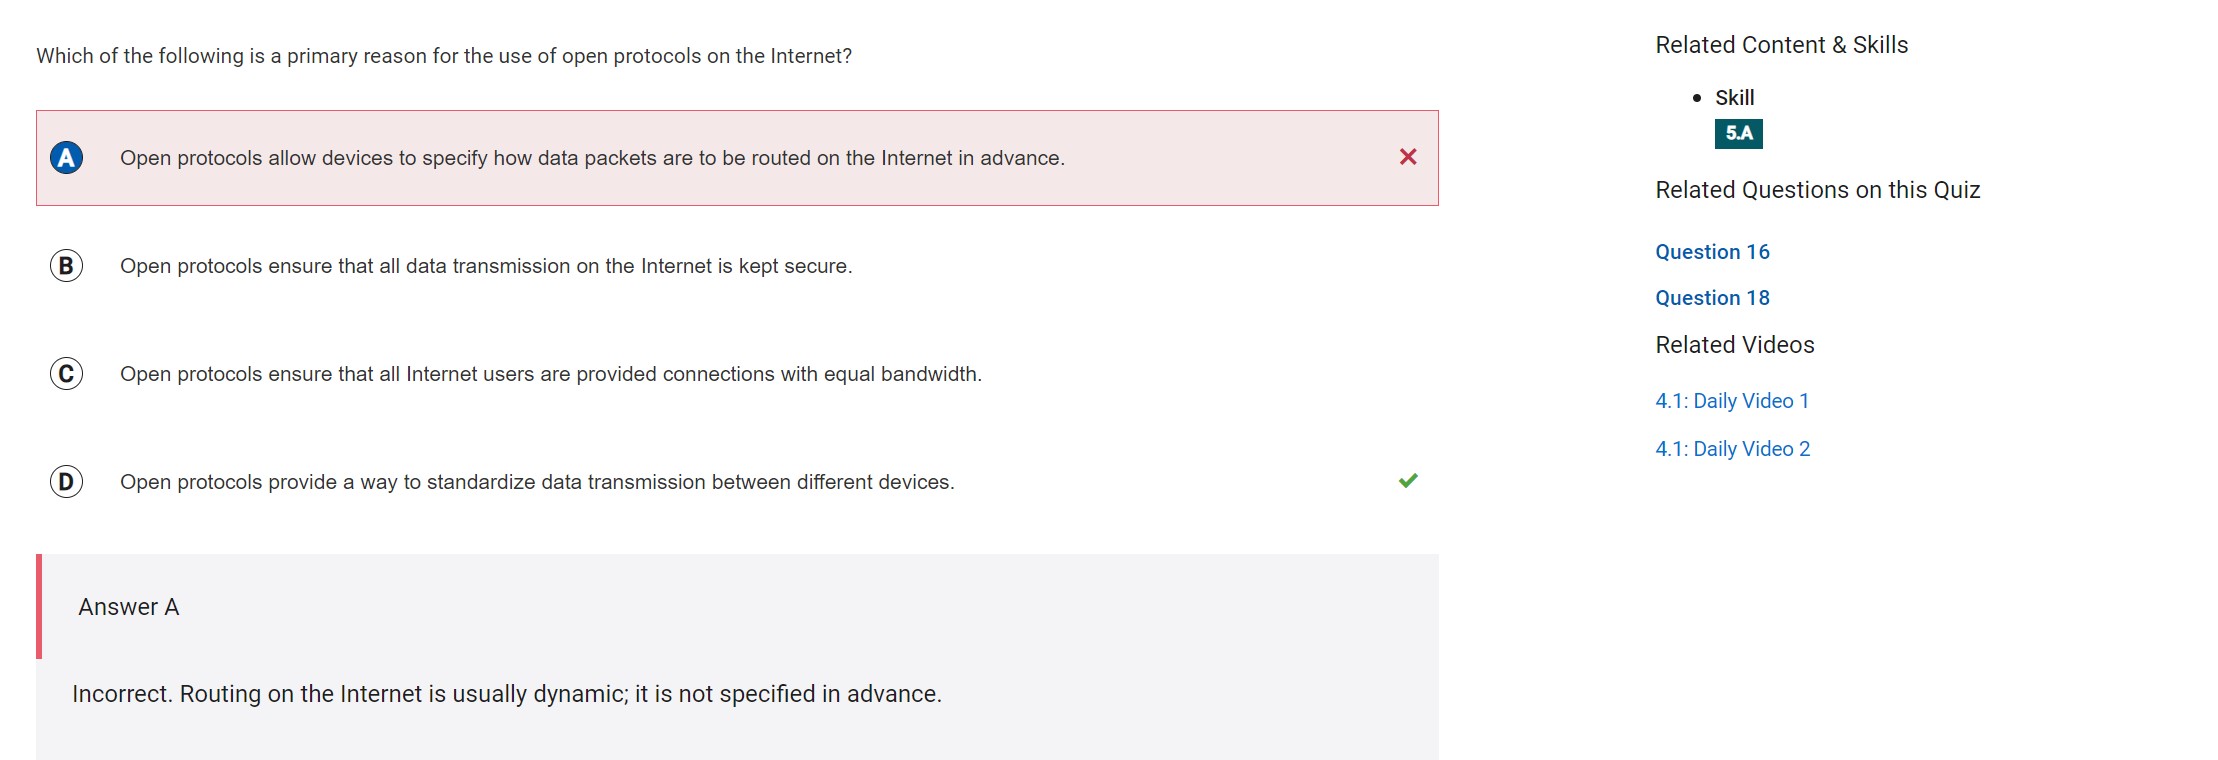 Which of the following is a primary reason for the use of open protocols on the Internet?
A Open protocols allow devices to specify how data packets are to be routed on the Internet in advance.
B Open protocols ensure that all data transmission on the Internet is kept secure.
C Open protocols ensure that all Internet users are provided connections with equal bandwidth.
D Open protocols provide a way to standardize data transmission between different devices.
Answer A
Incorrect. Routing on the Internet is usually dynamic; it is not specified in advance.
Related Content & Skills
Skill
5.A
Related Questions on this Quiz
Question 16
Question 18
Related Videos
4.1: Daily Video 1
4.1: Daily Video 2